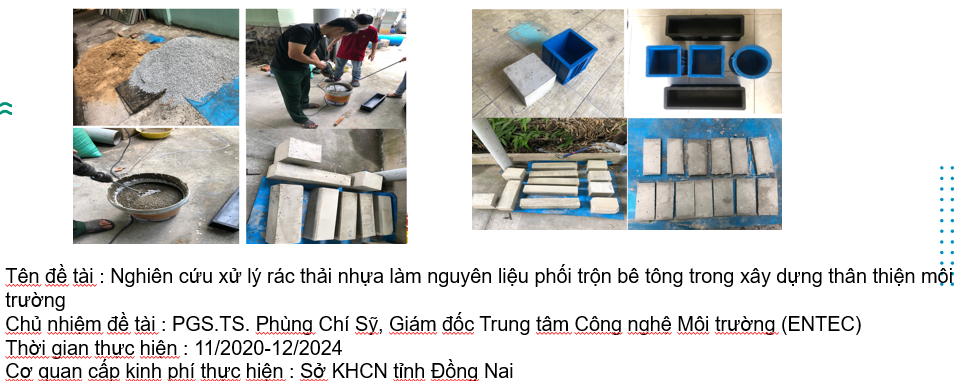 Tên đề tài : Nghiên cứu xử lý rác thải nhựa làm nguyên liệu phối trộn bê tông trong xây dựng thân thiện môi
trường
Chủ nhiệm đề tài : PGS.TS. Phùng Chí Sỹ, Giám đốc Trung tâm Công nghệ Môi trường (ENTEC)
Thời gian thực hiện : 11/2020-12/2024
Cơ quan cấp kinh phí thực hiện : Sở KHCN tỉnh Đồng Nai